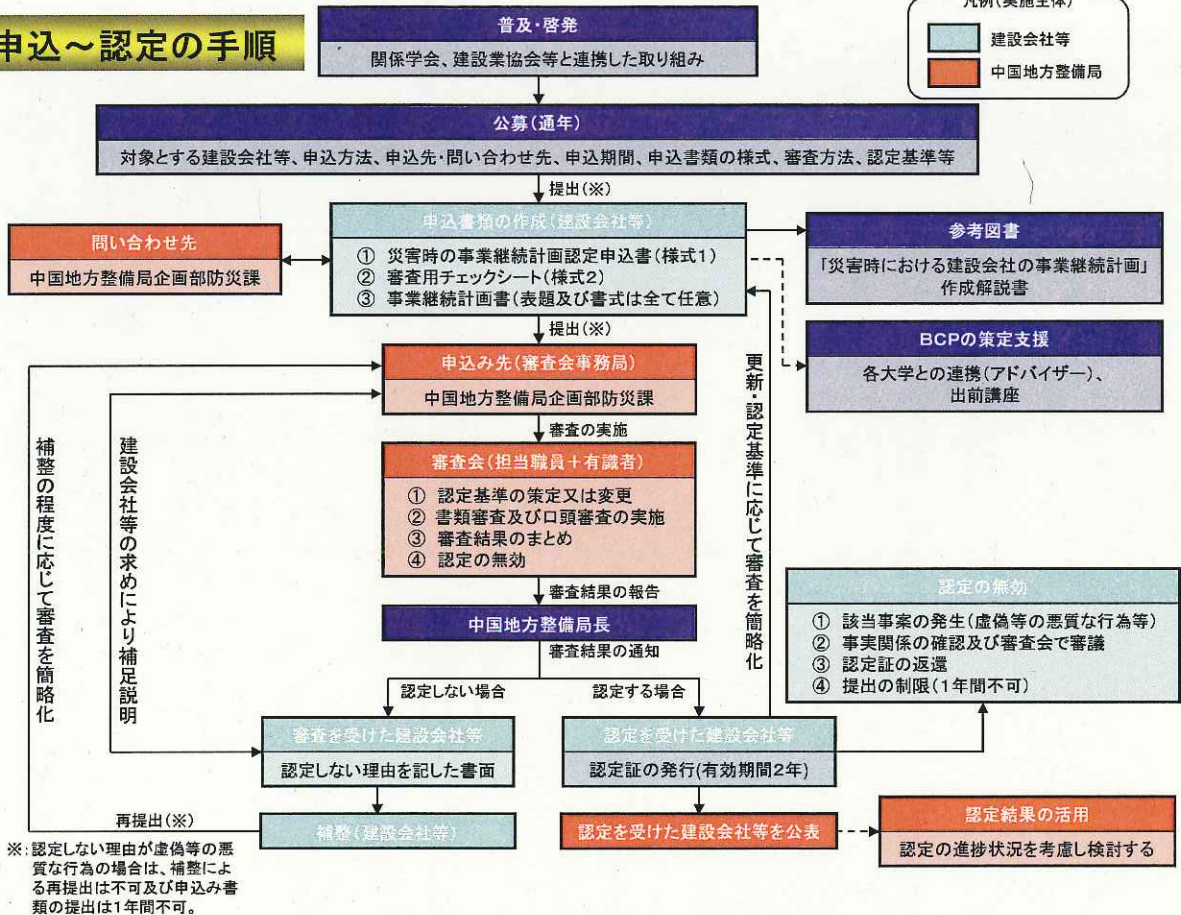 申込～認定の手順
凡例(実施主体)
建設会社等
中国地方整備局
普及・啓発
関係学会、建設業協会等と連携した取り組み
公募(通年)
対象とする建設会社等、申込方法、申込先・問い合わせ先、申込期間、申込書類の様式、審査方法、認定基準等
提出(※)
問い合わせ先
中国地方整備局企画部防災課
申込書類の作成(建設会社等)
① 災害時の事業継続計画認定申込書(様式1)
② 審査用チェックシート(様式2)
③ 事業継続計画書(表題及び書式は全て任意)
参考図書
「災害時における建設会社の事業継続計画」
作成解説書
BCPの策定支援
各大学との連携(アドバイザー)、
出前講座
提出(※)
申込み先(審査会事務局)
中国地方整備局企画部防災課
審査の実施
審査会(担当職員＋有識者)
① 認定基準の策定又は変更
② 書類審査及び口頭審査の実施
③ 審査結果のまとめ
④ 認定の無効
審査結果の報告
中国地方整備局長
審査結果の通知
更新・認定基準に応じて審査を簡略化
建設会社等の求めにより補足説明
補整の程度に応じて審査を簡略化
認定しない場合
認定する場合
審査を受けた建設会社等
認定しない理由を記した書面
認定を受けた建設会社等
認定証の発行(有効期間2年)
認定の無効
① 該当事案の発生(虚偽等の悪質な行為等)
② 事実関係の確認及び審査会で審議
③ 認定証の返還
④ 提出の制限(1年間不可)
再提出(※)
補整(建設会社等)
認定を受けた建設会社等を公表
認定結果の活用
認定の進捗状況を考慮し検討する
※:認定しない理由が虚偽等の悪
質な行為の場合は、補整によ
る再提出は不可及び申込み書
類の提出は1年間不可。